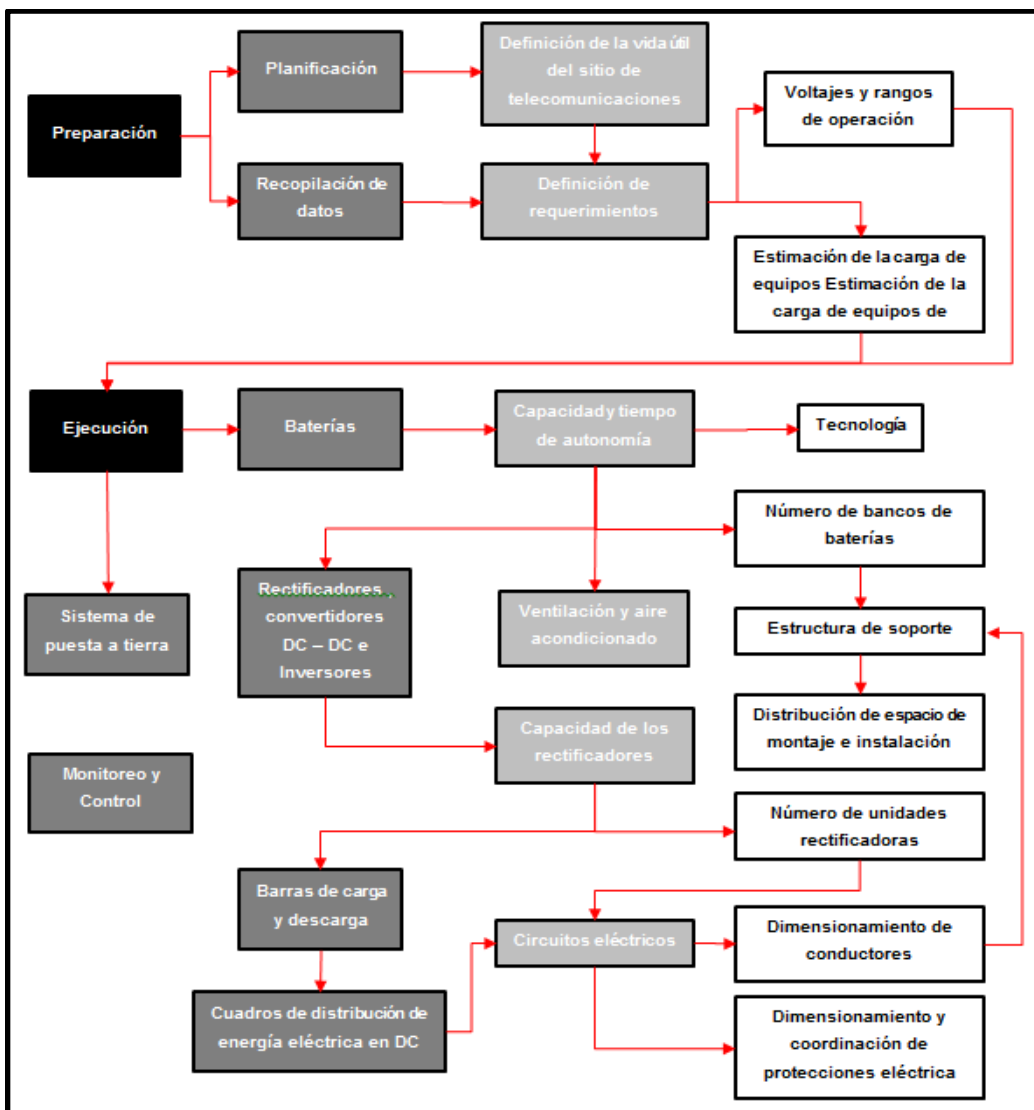 Planificación
Definición de la vida útil
del sitio de
telecomunicaciones
Preparación
Voltajes y rangos
de operación
Recopilación de
datos
Definición de
requerimientos
Estimación de la carga de
equipos Estimación de la
carga de equipos de
Ejecución
Baterías
Capacidad y tiempo
de autonomía
Tecnología
Número de bancos de
baterías
Sistema de
puesta a tierra
Rectificadores,
convertidores
DC – DC e
Inversores
Ventilación y aire
acondicionado
Estructura de soporte
Distribución de espacio de
montaje e instalación
Monitoreo y
Control
Capacidad de los
rectificadores
Número de unidades
rectificadoras
Barras de carga
y descarga
Circuitos eléctricos
Dimensionamiento de
conductores
Cuadros de distribución de
energía eléctrica en DC
Dimensionamiento y
coordinación de
protecciones eléctrica